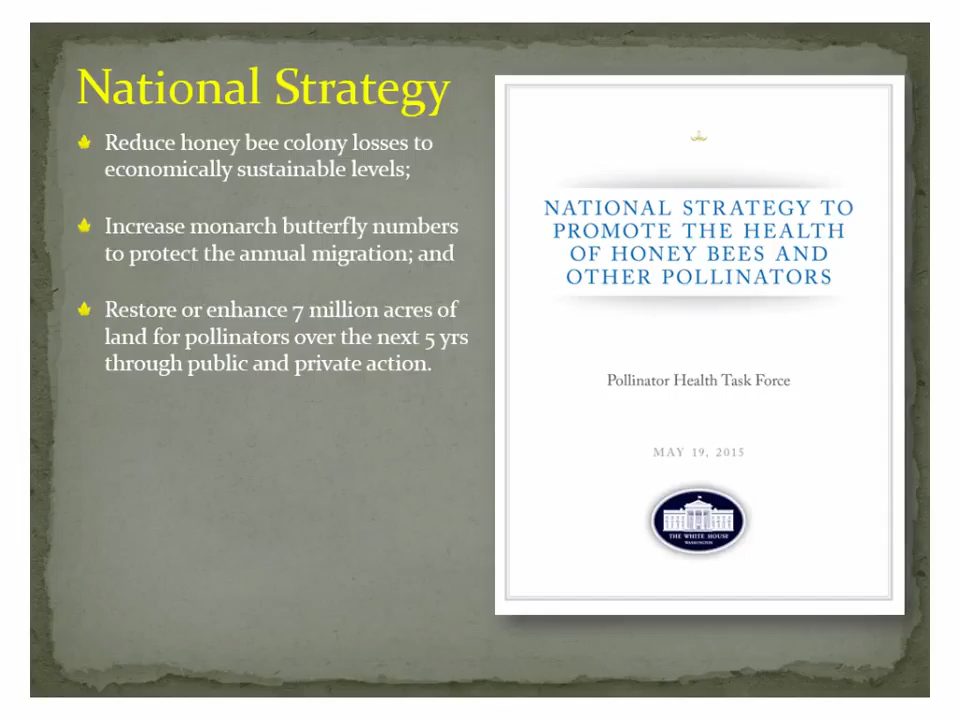 National Strategy
Reduce honey bee colony losses to
economically sustainable levels;
Increase monarch butterfly numbers
to protect the annual migration; and
Restore or enhance 7 million acres of
land for pollinators over the next 5 yrs
through public and private action.
NATIONAL STRATEGY TO
PROMOTE THE HEALTH
OF HONEY BEES AND
OTHER POLLINATORS
Pollinator Health Task Force
MAY 19, 2015
THE WHITE HOUSE
WASHINGTON